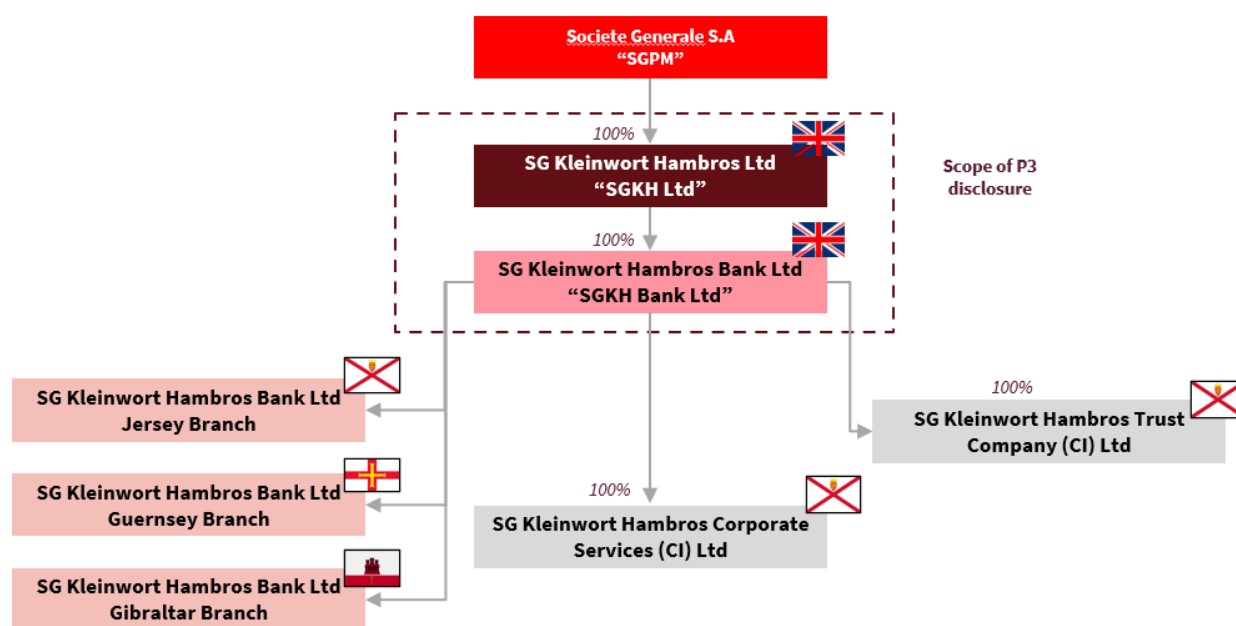 Societe Generale S.A
“SGPM”
100%
SG Kleinwort Hambros Ltd
“SGKH Ltd”
Scope of P3
disclosure
100%
SG Kleinwort Hambros Bank Ltd
“SGKH Bank Ltd”
SG Kleinwort Hambros Bank Ltd
Jersey Branch
100%
SG Kleinwort Hambros Trust
Company (CI) Ltd
SG Kleinwort Hambros Bank Ltd
Guernsey Branch
100%
SG Kleinwort Hambros Corporate
Services (CI) Ltd
SG Kleinwort Hambros Bank Ltd
Gibraltar Branch